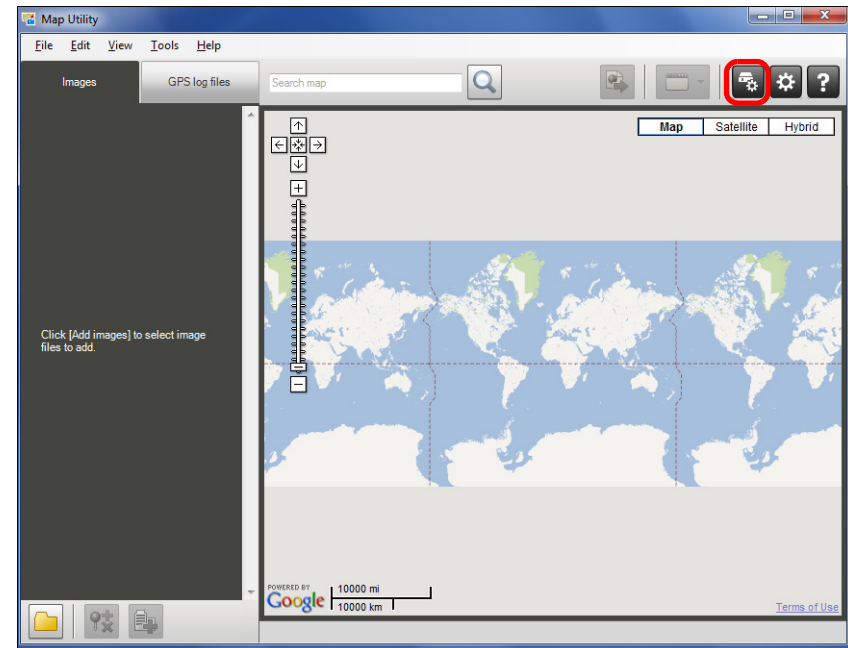 Map Utility
File Edit View Tools Help
Images
GPS log files
Search map
?
Map
Satellite
Hybrid
Click [Add images] to select image
files to add.
POWERED BY
Google
10000 mi
10000 km
Terms of Use